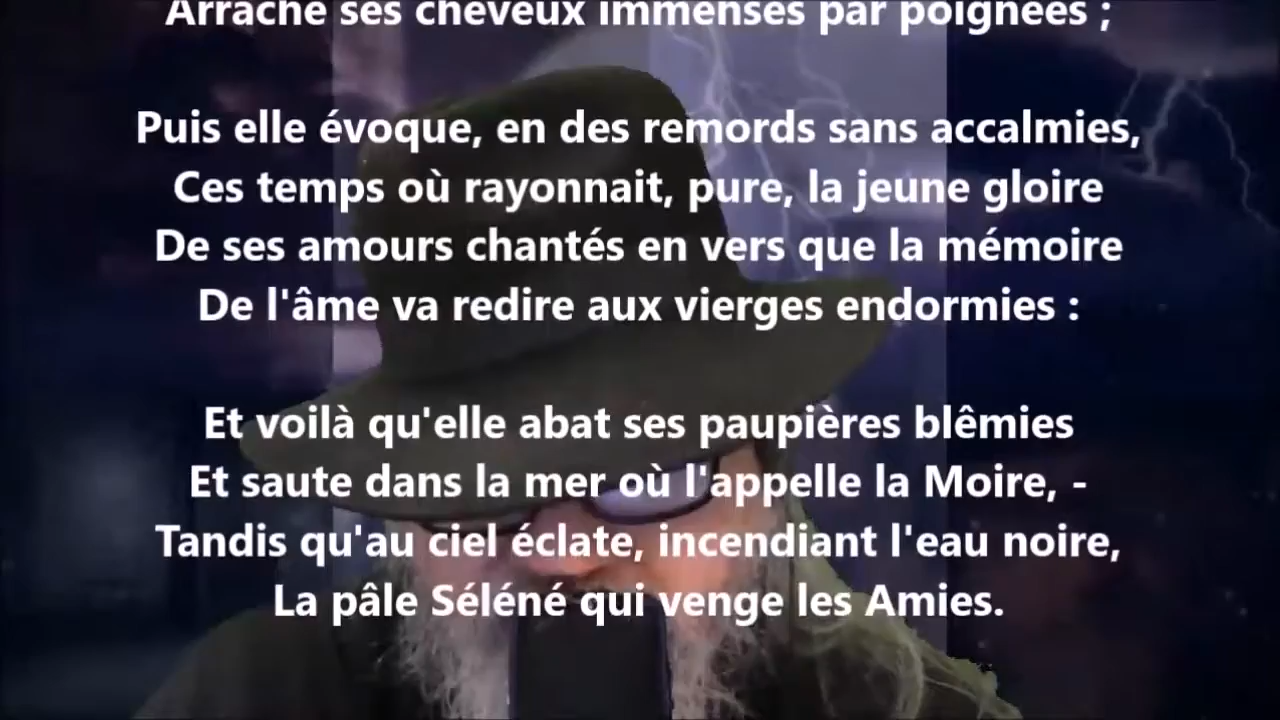 Arrache ses cheveux immenses par poignées ;
Puis elle évoque, en des remords sans accalmies,
Ces temps où rayonnait, pure, la jeune gloire
De ses amours chantés en vers que la mémoire
De l'âme va redire aux vierges endormies :
Et voilà qu'elle abat ses paupières blêmies
Et saute dans la mer où l'appelle la Moire, -
Tandis qu'au ciel éclate, incendiant l'eau noire,
La pâle Séléné qui venge les Amies.